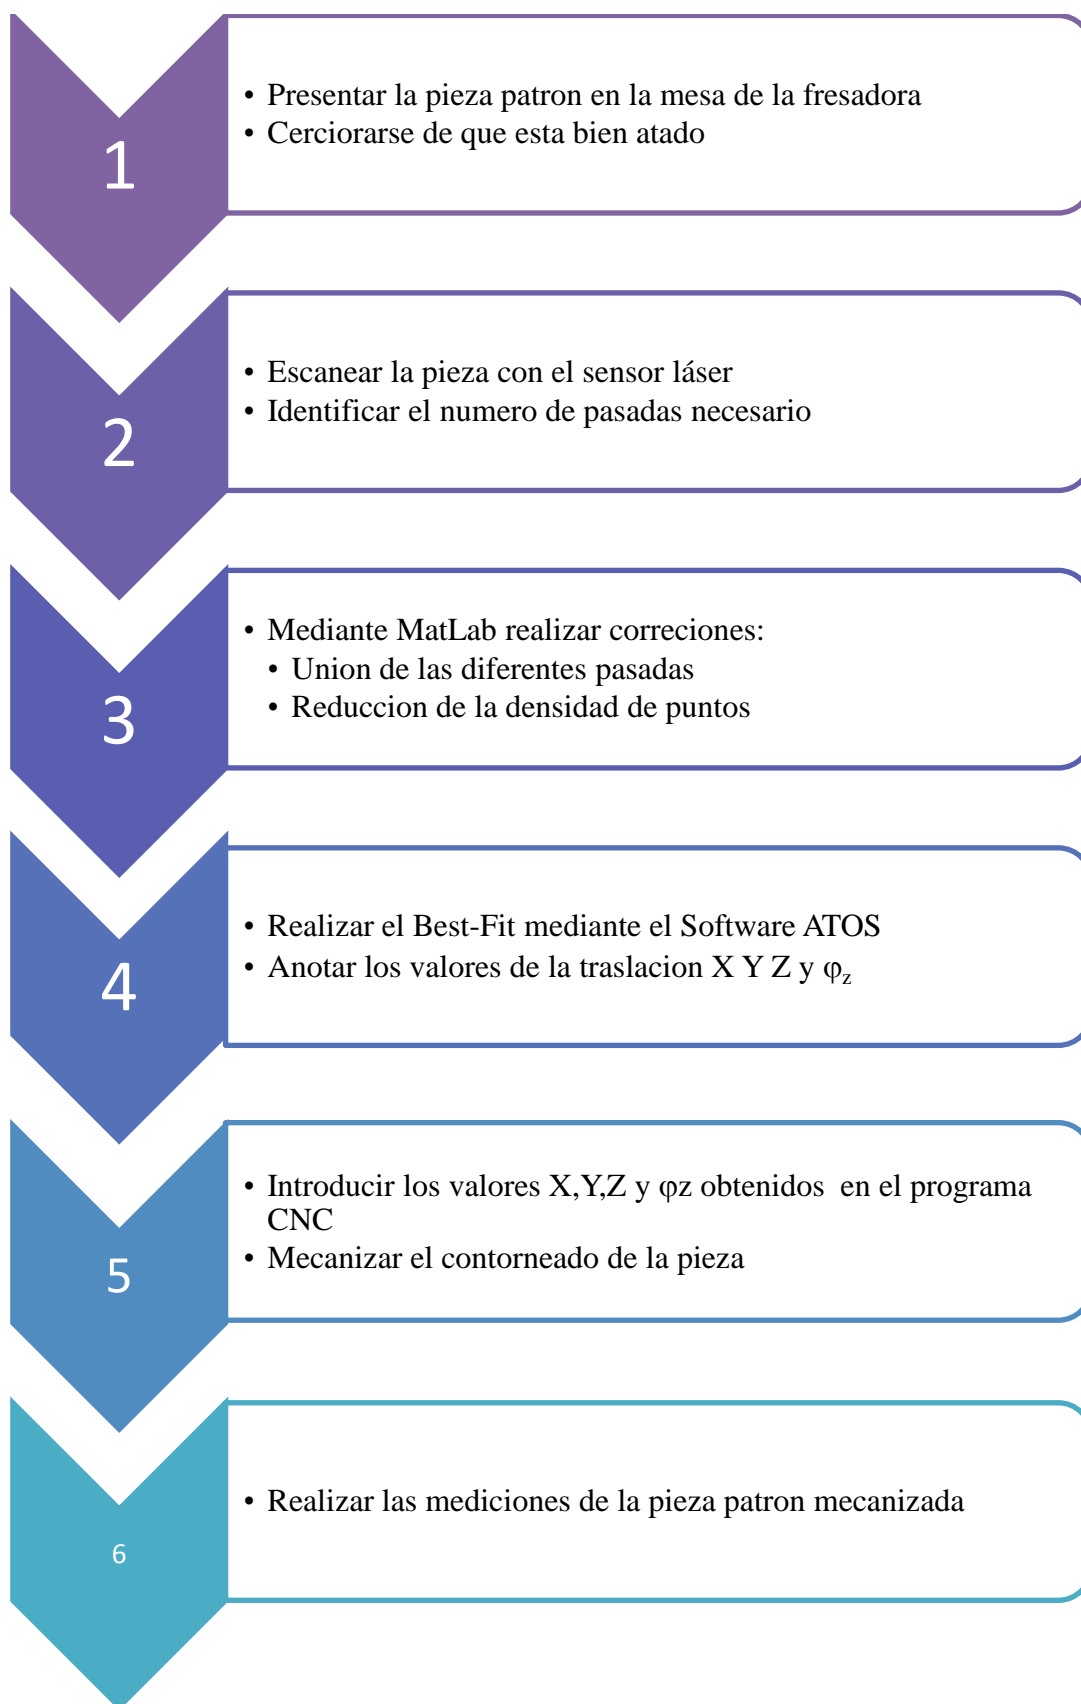 1
• Presentar la pieza patron en la mesa de la fresadora
• Cerciorarse de que esta bien atado
2
• Escanear la pieza con el sensor láser
• Identificar el numero de pasadas necesario
3
• Mediante MatLab realizar correciones:
• Union de las diferentes pasadas
• Reduccion de la densidad de puntos
4
• Realizar el Best-Fit mediante el Software ATOS
• Anotar los valores de la traslacion X Y Z y φz
5
• Introducir los valores X,Y,Z y φz obtenidos  en el programa
CNC
• Mecanizar el contorneado de la pieza
6
• Realizar las mediciones de la pieza patron mecanizada